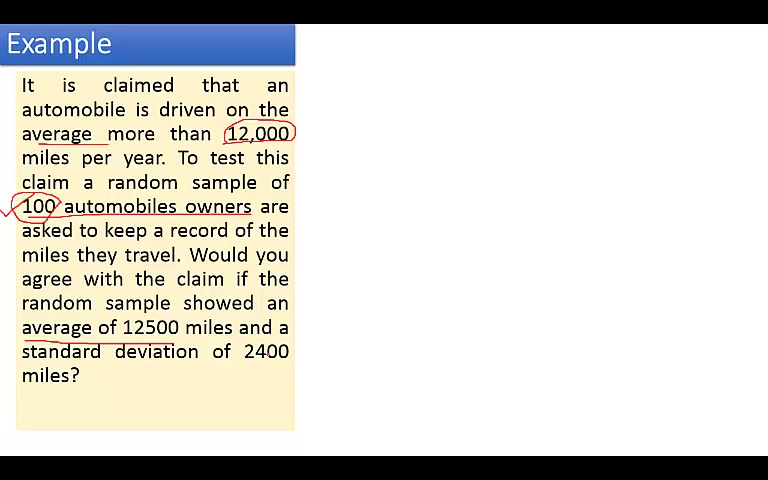 Example
It is claimed that an
automobile is driven on the
average more than 12,000
miles per year. To test this
claim a random sample of
100 automobiles owners are
asked to keep a record of the
miles they travel. Would you
agree with the claim if the
random sample showed an
average of 12500 miles and a
standard deviation of 2400
miles?